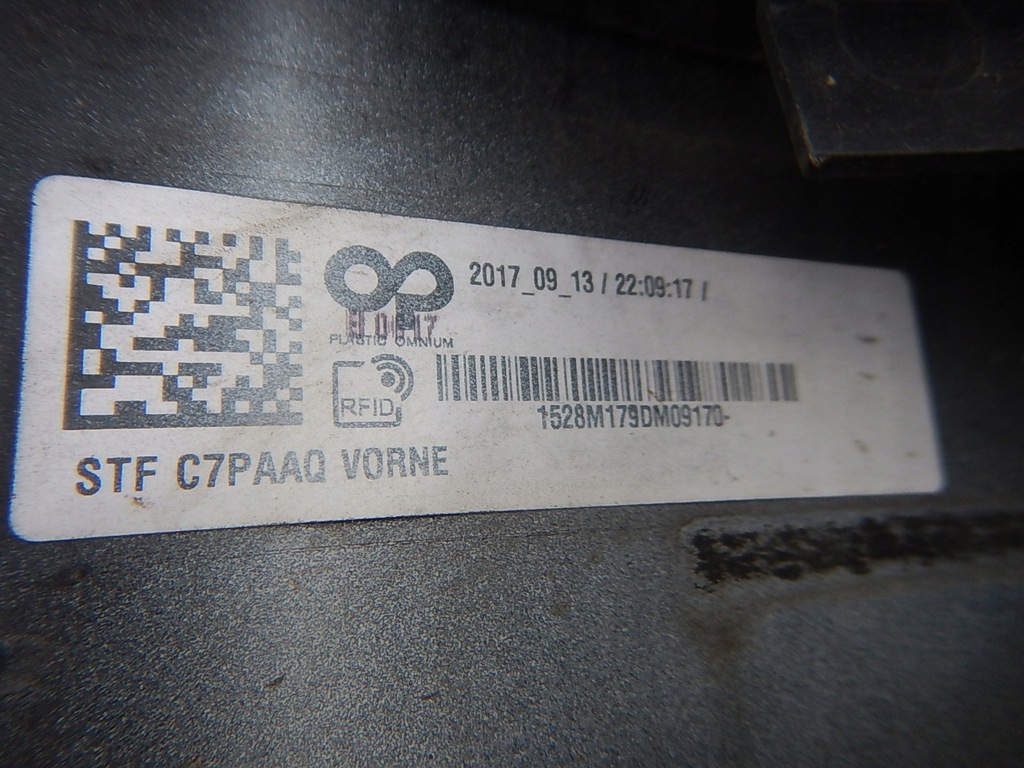 2017_09_13 / 22:09:17 /
PLASTIC OMNIUM
RFID
1528M179DM09170-
STF C7PAAQ VORNE